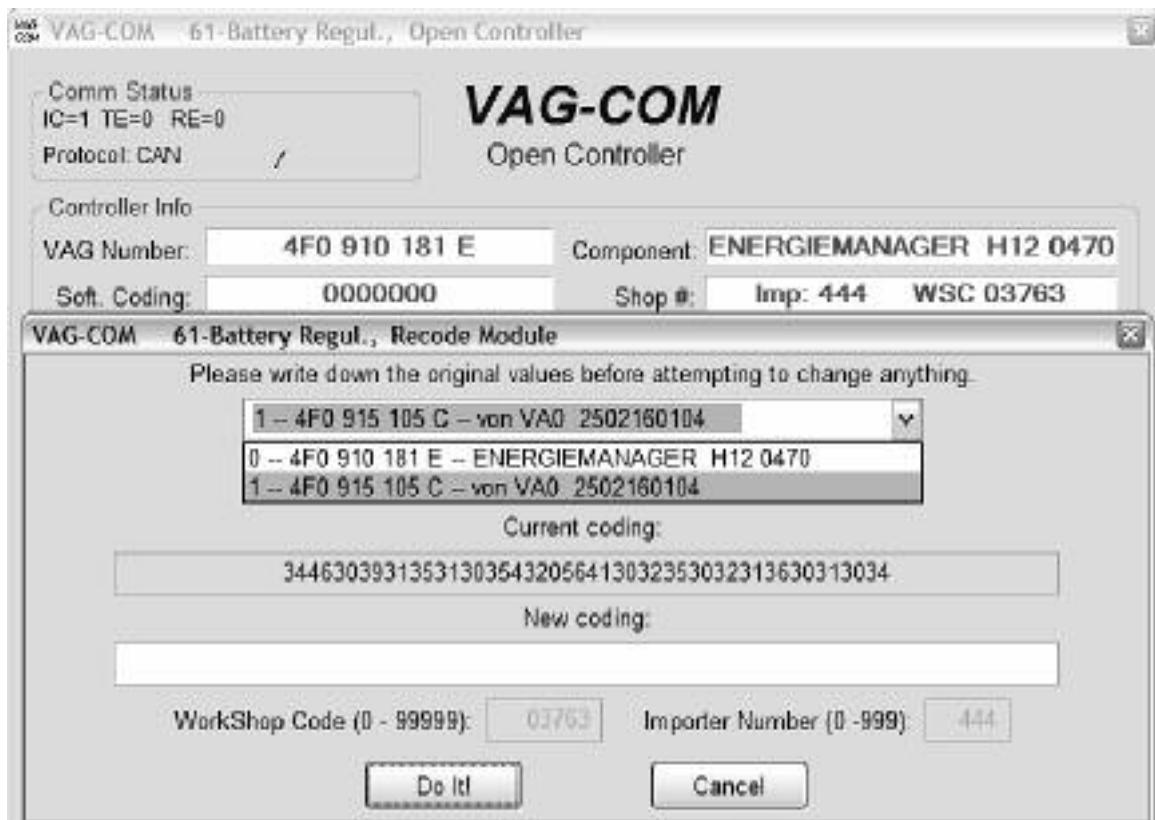 VAG-COM 61-Battery Regul., Open Controller
Comm Status
IC=1 TE=0 RE=0
Protocol: CAN /
VAG-COM
Open Controller
Controller Info
VAG Number: 4F0 910 181 E Component: ENERGIEMANAGER H12 0470
Soft. Coding: 0000000 Shop #: Imp: 444 WSC 03763
VAG-COM 61-Battery Regul., Recode Module
Please write down the original values before attempting to change anything.
1 -- 4F0 915 105 C -- von VA0 2502160104
0 -- 4F0 910 181 E -- ENERGIEMANAGER H12 0470
1 -- 4F0 915 105 C -- von VA0 2502160104
Current coding:
344630393135313035432056413032353032313630313034
New coding:
WorkShop Code (0 - 99999): 03763 Importer Number (0 -999): 444
Do It! Cancel